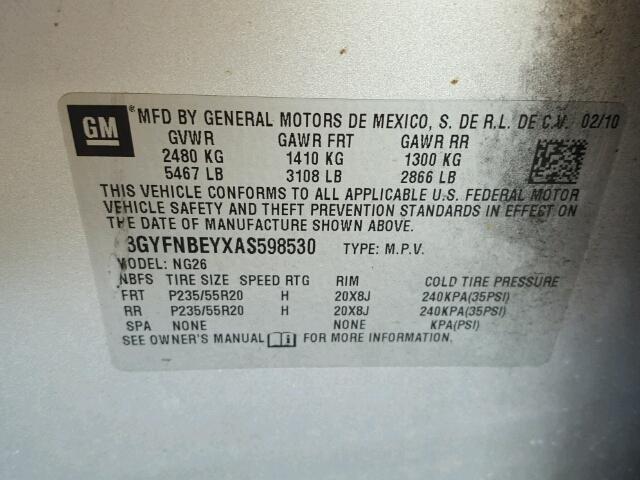 GM ® MFD BY GENERAL MOTORS DE MEXICO, S. DE R.L. DE C.V. 02/10
GVWR GAWR FRT GAWR RR
2480 KG 1410 KG 1300 KG
5467 LB 3108 LB 2866 LB
THIS VEHICLE CONFORMS TO ALL APPLICABLE U.S. FEDERAL MOTOR
VEHICLE SAFETY AND THEFT PREVENTION STANDARDS IN EFFECT ON
THE DATE OF MANUFACTURE SHOWN ABOVE.
3GYFNBEYXAS598530 TYPE: M.P.V.
MODEL: NG26
NBFS TIRE SIZE SPEED RTG RIM COLD TIRE PRESSURE
FRT P235/55R20 H 20X8J 240KPA(35PSI)
RR P235/55R20 H 20X8J 240KPA(35PSI)
SPA NONE NONE KPA(PSI)
SEE OWNER'S MANUAL FOR MORE INFORMATION.